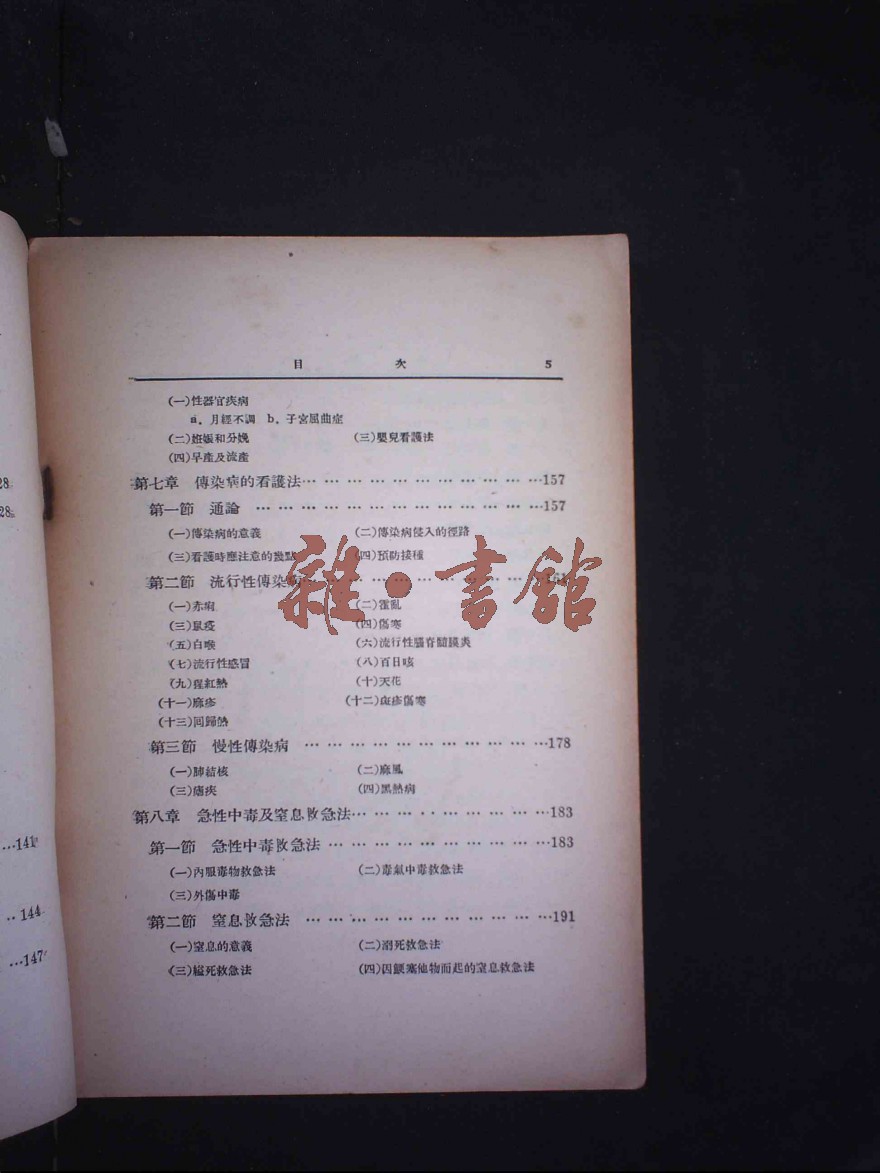 目 次 5
(一)性器官疾病
a．月經不調 b．子宮屈曲症
(二)姙娠和分娩 (三)嬰兒看護法
(四)早產及流產
第七章 傳染病的看護法… … … … … … … … … … … …157
第一節 通論 … … … … … … … … … … … … … …157
(一)傳染病的意義 (二)傳染病侵入的徑路
(三)看護時應注意的幾點 (四)預防接種
第二節 流行性傳染病… … … … … … … … … …
(一)赤痢 (二)霍亂
(三)鼠疫 (四)傷寒
(五)白喉 (六)流行性腦脊髓膜炎
(七)流行性感冒 (八)百日咳
(九)猩紅熱 (十)天花
(十一)麻疹 (十二)斑疹傷寒
(十三)回歸熱
第三節 慢性傳染病 … … … … … … … … … … …178
(一)肺結核 (二)麻風
(三)瘧疾 (四)黑熱病
第八章 急性中毒及窒息救急法… … … … … … … … …183
第一節 急性中毒救急法 … … … … … … … … … …183
(一)內服毒物救急法 (二)毒氣中毒救急法
(三)外傷中毒
第二節 窒息救急法 … … … … … … … … … … …191
(一)窒息的意義 (二)溺死救急法
(三)縊死救急法 (四)因髲塞他物而起的窒息救急法
雜·書館
28
28
…141
‥144
…147